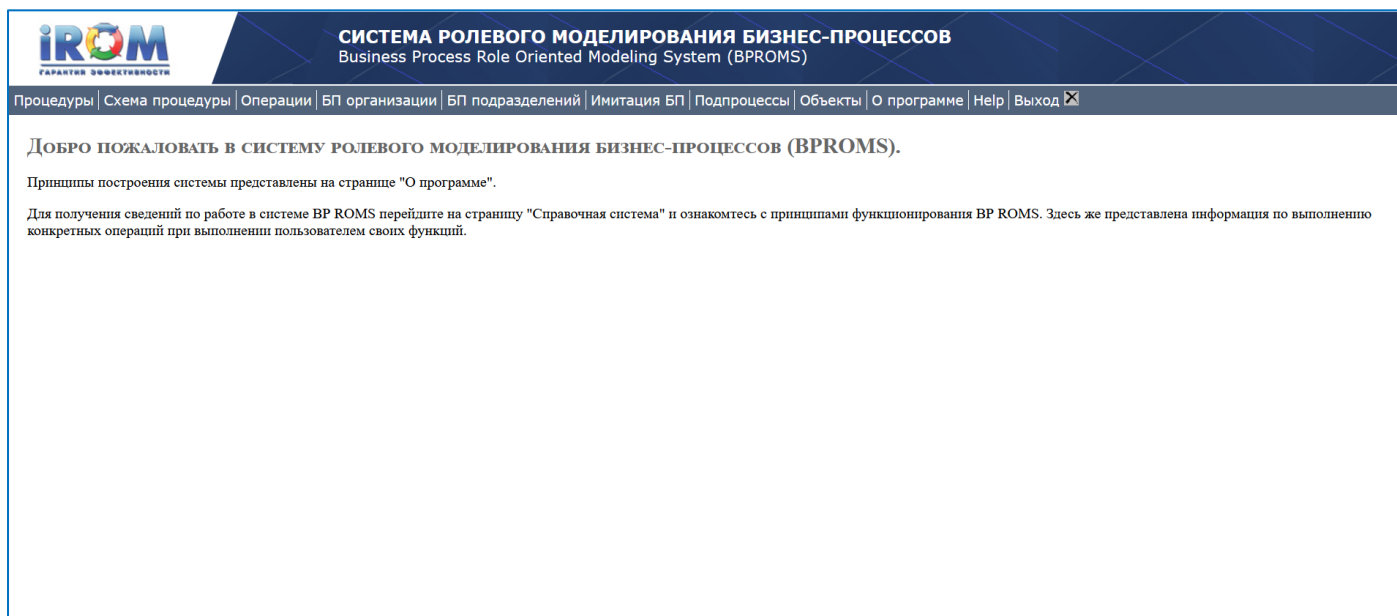 iROM
ГАРАНТИЯ ЭФФЕКТИВНОСТИ
СИСТЕМА РОЛЕВОГО МОДЕЛИРОВАНИЯ БИЗНЕС-ПРОЦЕССОВ
Business Process Role Oriented Modeling System (BPROMS)
Процедуры | Схема процедуры | Операции | БП организации | БП подразделений | Имитация БП | Подпроцессы | Объекты | О программе | Help | Выход
Добро пожаловать в систему ролевого моделирования бизнес-процессов (BPROMS).
Принципы построения системы представлены на странице "О программе".
Для получения сведений по работе в системе BP ROMS перейдите на страницу "Справочная система" и ознакомтесь с принципами функционирования BP ROMS. Здесь же представлена информация по выполнению
конкретных операций при выполнении пользователем своих функций.